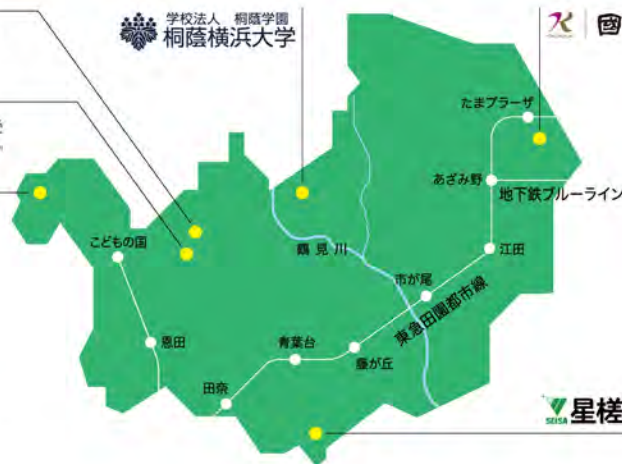 学校法人 桐蔭学園
桐蔭横浜大学
國
たまプラーザ
あざみ野
地下鉄ブルーライン
こどもの国
鶴見川
江田
市が尾
東急田園都市線
恩田
青葉台
藤が丘
田奈
SEISA
星槎